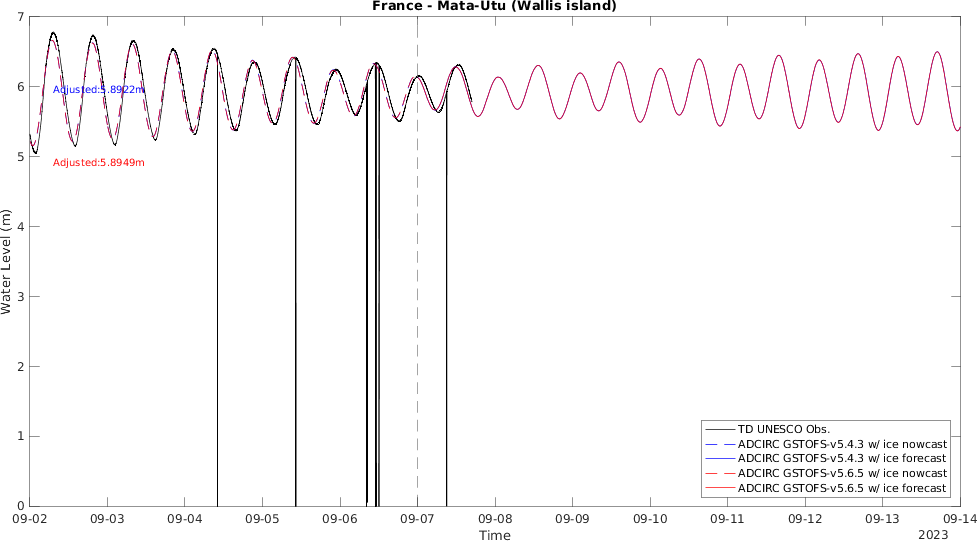 France - Mata-Utu (Wallis island)
7
6
5
4
3
2
1
0
Water Level (m)
Adjusted:5.8922m
Adjusted:5.8949m
TD UNESCO Obs.
ADCIRC GSTOFS-v5.4.3 w/ ice nowcast
ADCIRC GSTOFS-v5.4.3 w/ ice forecast
ADCIRC GSTOFS-v5.6.5 w/ ice nowcast
ADCIRC GSTOFS-v5.6.5 w/ ice forecast
09-02 09-03 09-04 09-05 09-06 09-07 09-08 09-09 09-10 09-11 09-12 09-13 09-14
Time
2023